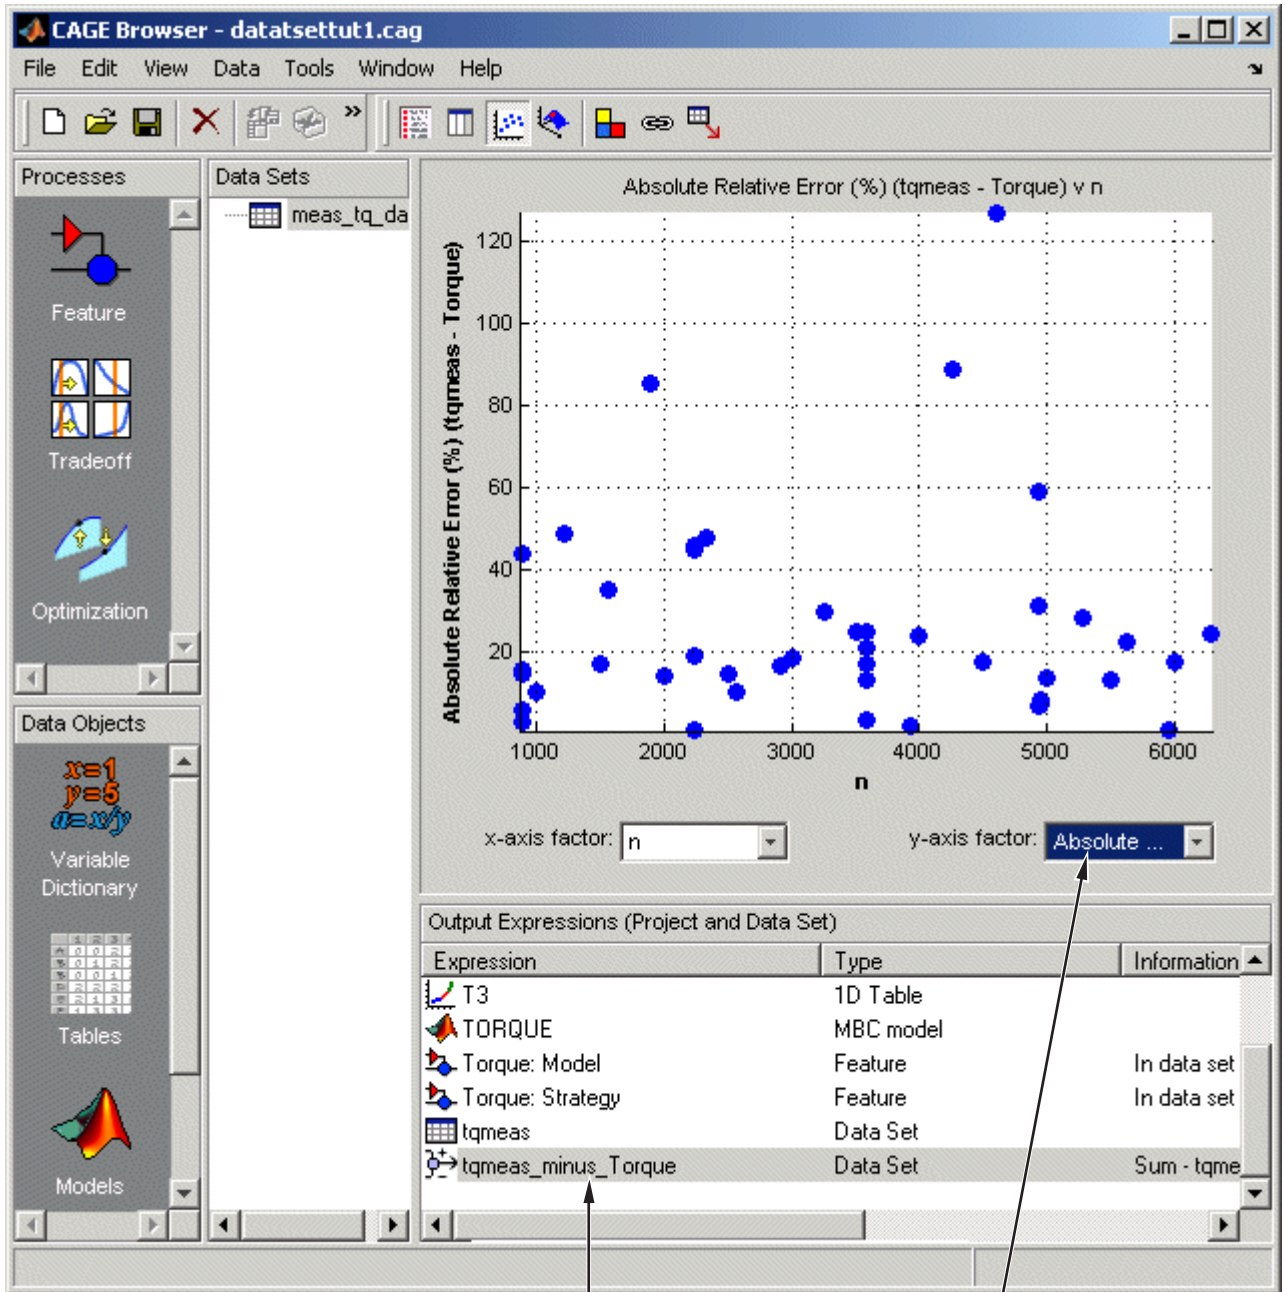 CAGE Browser - datatsettut1.cag
File Edit View Data Tools Window Help
Processes
Feature
Tradeoff
Optimization
Data Sets
meas_tq_da
Absolute Relative Error (%) (tqmeas - Torque) v n
Absolute Relative Error (%) (tqmeas - Torque)
120
100
80
60
40
20
1000 2000 3000 4000 5000 6000
n
x-axis factor: n
y-axis factor: Absolute ...
Data Objects
x=1
y=5
a=x/y
Variable
Dictionary
Tables
Models
Output Expressions (Project and Data Set)
Expression Type Information
T3 1D Table
TORQUE MBC model
Torque: Model Feature In data set
Torque: Strategy Feature In data set
tqmeas Data Set
tqmeas_minus_Torque Data Set Sum - tqme